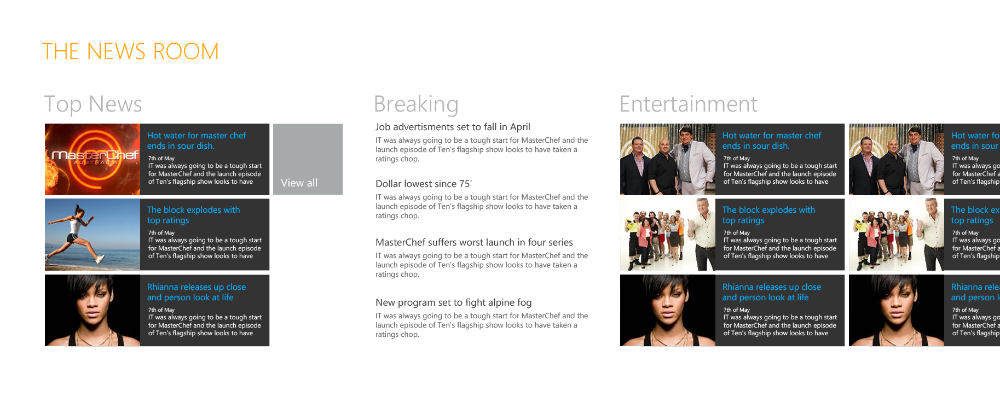 THE NEWS ROOM
Top News
Hot water for master chef
ends in sour dish.
7th of May
IT was always going to be a tough start
for MasterChef and the launch episode
of Ten's flagship show looks to have
MasterChef
AUSTRALIA
View all
The block explodes with
top ratings
7th of May
IT was always going to be a tough start
for MasterChef and the launch episode
of Ten's flagship show looks to have
Rhianna releases up close
and person look at life
7th of May
IT was always going to be a tough start
for MasterChef and the launch episode
of Ten's flagship show looks to have
Breaking
Job advertisments set to fall in April
IT was always going to be a tough start for MasterChef and the
launch episode of Ten's flagship show looks to have taken a
ratings chop.
Dollar lowest since 75'
IT was always going to be a tough start for MasterChef and the
launch episode of Ten's flagship show looks to have taken a
ratings chop.
MasterChef suffers worst launch in four series
IT was always going to be a tough start for MasterChef and the
launch episode of Ten's flagship show looks to have taken a
ratings chop.
New program set to fight alpine fog
IT was always going to be a tough start for MasterChef and the
launch episode of Ten's flagship show looks to have taken a
ratings chop.
Entertainment
Hot water for master chef
ends in sour dish.
7th of May
IT was always going to be a tough start
for MasterChef and the launch episode
of Ten's flagship show looks to have
The block explodes with
top ratings
7th of May
IT was always going to be a tough start
for MasterChef and the launch episode
of Ten's flagship show looks to have
Rhianna releases up close
and person look at life
7th of May
IT was always going to be a tough start
for MasterChef and the launch episode
of Ten's flagship show looks to have
Hot water fo
ends in sour
7th of May
IT was always go
for MasterChef a
of Ten's flagship
The block ex
top ratings
7th of May
IT was always go
for MasterChef a
of Ten's flagship
Rhianna rele
and person l
7th of May
IT was always go
for MasterChef a
of Ten's flagship